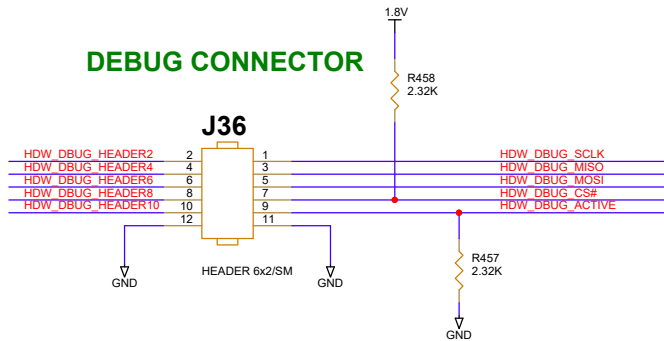 1.8V
DEBUG CONNECTOR
R458
2.32K
J36
HDW_DBUG_HEADER2 2 1 HDW_DBUG_SCLK
HDW_DBUG_HEADER4 4 3 HDW_DBUG_MISO
HDW_DBUG_HEADER6 6 5 HDW_DBUG_MOSI
HDW_DBUG_HEADER8 8 7 HDW_DBUG_CS#
HDW_DBUG_HEADER10 10 9 HDW_DBUG_ACTIVE
12 11
R457
2.32K
HEADER 6x2/SM
GND GND
GND